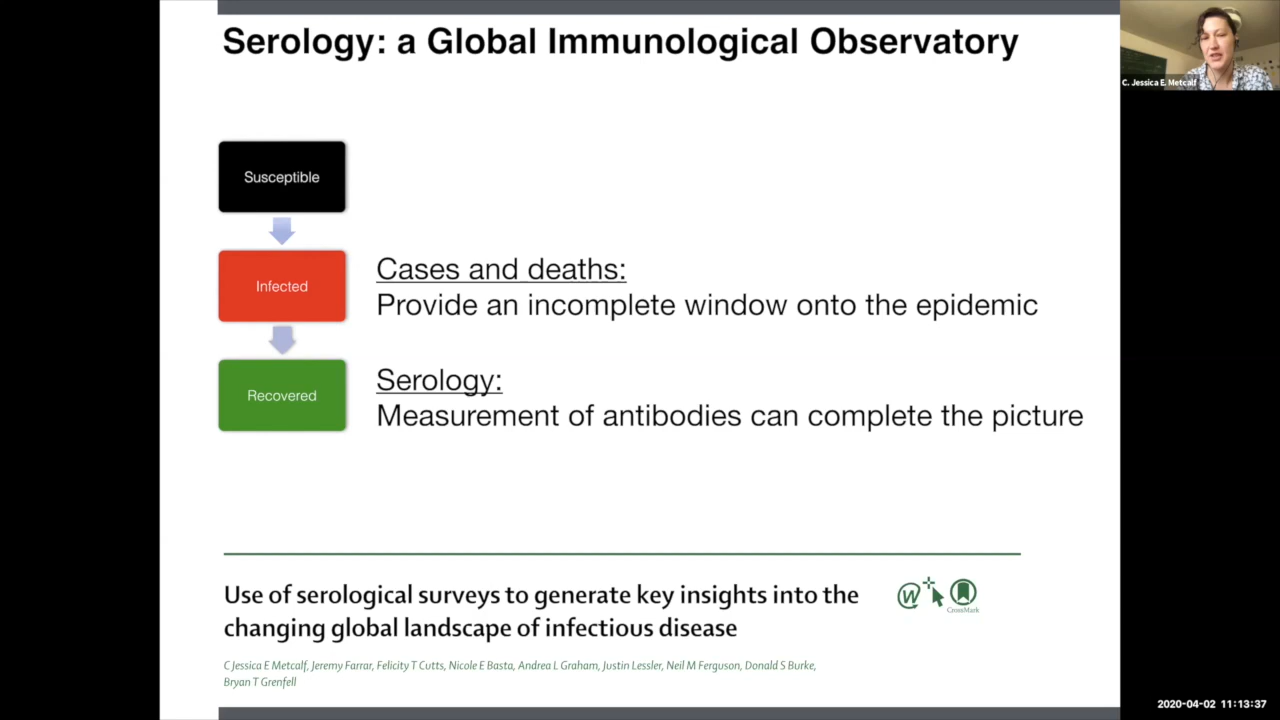 Serology: a Global Immunological Observatory
C. Jessica E. Metcalf
Susceptible
Infected
Cases and deaths:
Provide an incomplete window onto the epidemic
Recovered
Serology:
Measurement of antibodies can complete the picture
Use of serological surveys to generate key insights into the
changing global landscape of infectious disease
W
CrossMark
C Jessica E Metcalf, Jeremy Farrar, Felicity T Cutts, Nicole E Basta, Andrea L Graham, Justin Lessler, Neil M Ferguson, Donald S Burke,
Bryan T Grenfell
2020-04-02 11:13:37